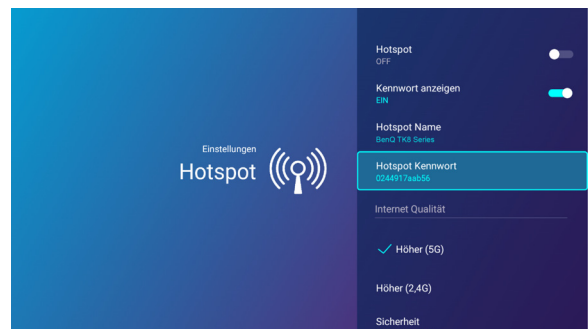 Einstellungen
Hotspot
Hotspot
OFF
Kennwort anzeigen
EIN
Hotspot Name
BenQ TK8 Series
Hotspot Kennwort
0244917aab56
Internet Qualität
Höher (5G)
Höher (2,4G)
Sicherheit